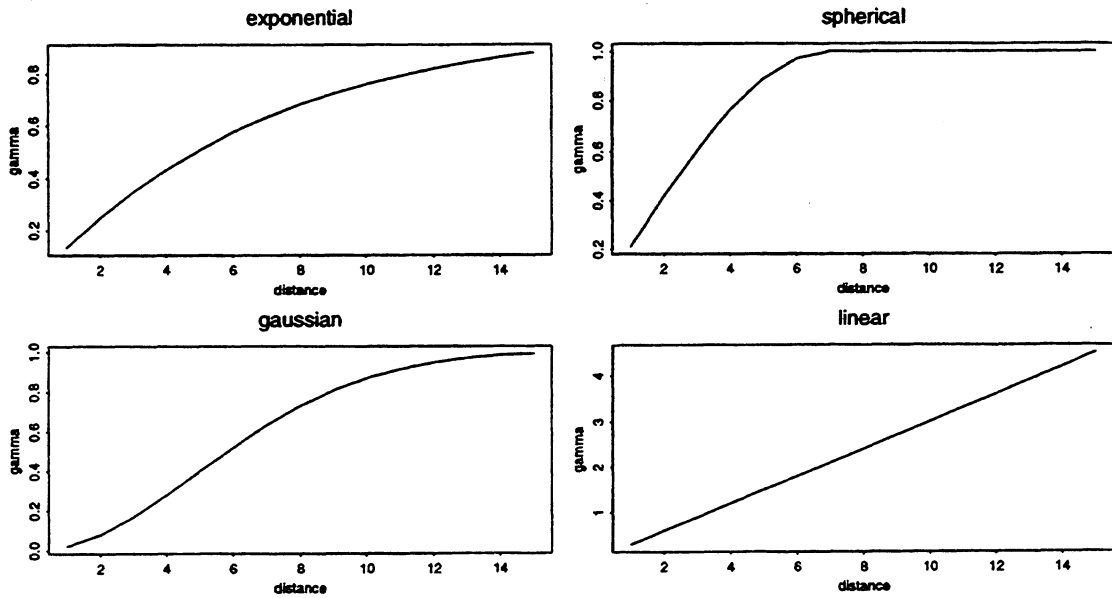 exponential
gamma
0.2 0.4 0.6 0.8
2 4 6 8 10 12 14
distance
spherical
gamma
0.2 0.4 0.6 0.8 1.0
2 4 6 8 10 12 14
distance
gaussian
gamma
0.0 0.2 0.4 0.6 0.8 1.0
2 4 6 8 10 12 14
distance
linear
gamma
1 2 3 4
2 4 6 8 10 12 14
distance